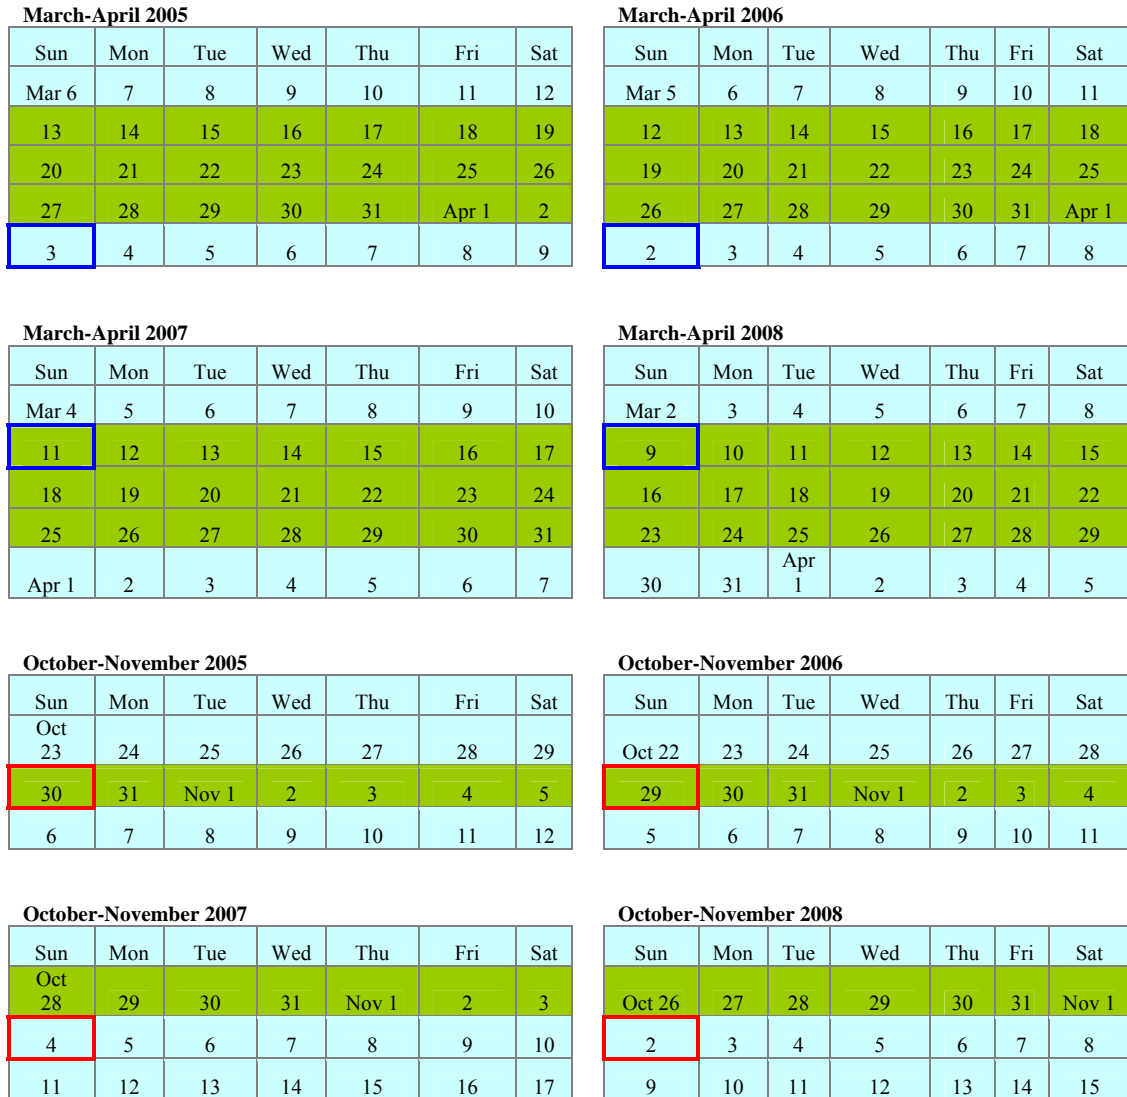 March-April 2005
Sun Mon Tue Wed Thu Fri Sat
Mar 6 7 8 9 10 11 12
13 14 15 16 17 18 19
20 21 22 23 24 25 26
27 28 29 30 31 Apr 1 2
3 4 5 6 7 8 9
March-April 2006
Sun Mon Tue Wed Thu Fri Sat
Mar 5 6 7 8 9 10 11
12 13 14 15 16 17 18
19 20 21 22 23 24 25
26 27 28 29 30 31 Apr 1
2 3 4 5 6 7 8
March-April 2007
Sun Mon Tue Wed Thu Fri Sat
Mar 4 5 6 7 8 9 10
11 12 13 14 15 16 17
18 19 20 21 22 23 24
25 26 27 28 29 30 31
Apr 1 2 3 4 5 6 7
March-April 2008
Sun Mon Tue Wed Thu Fri Sat
Mar 2 3 4 5 6 7 8
9 10 11 12 13 14 15
16 17 18 19 20 21 22
23 24 25 26 27 28 29
30 31 Apr 1 2 3 4 5
October-November 2005
Sun Mon Tue Wed Thu Fri Sat
Oct 23 24 25 26 27 28 29
30 31 Nov 1 2 3 4 5
6 7 8 9 10 11 12
October-November 2006
Sun Mon Tue Wed Thu Fri Sat
Oct 22 23 24 25 26 27 28
29 30 31 Nov 1 2 3 4
5 6 7 8 9 10 11
October-November 2007
Sun Mon Tue Wed Thu Fri Sat
Oct 28 29 30 31 Nov 1 2 3
4 5 6 7 8 9 10
11 12 13 14 15 16 17
October-November 2008
Sun Mon Tue Wed Thu Fri Sat
Oct 26 27 28 29 30 31 Nov 1
2 3 4 5 6 7 8
9 10 11 12 13 14 15